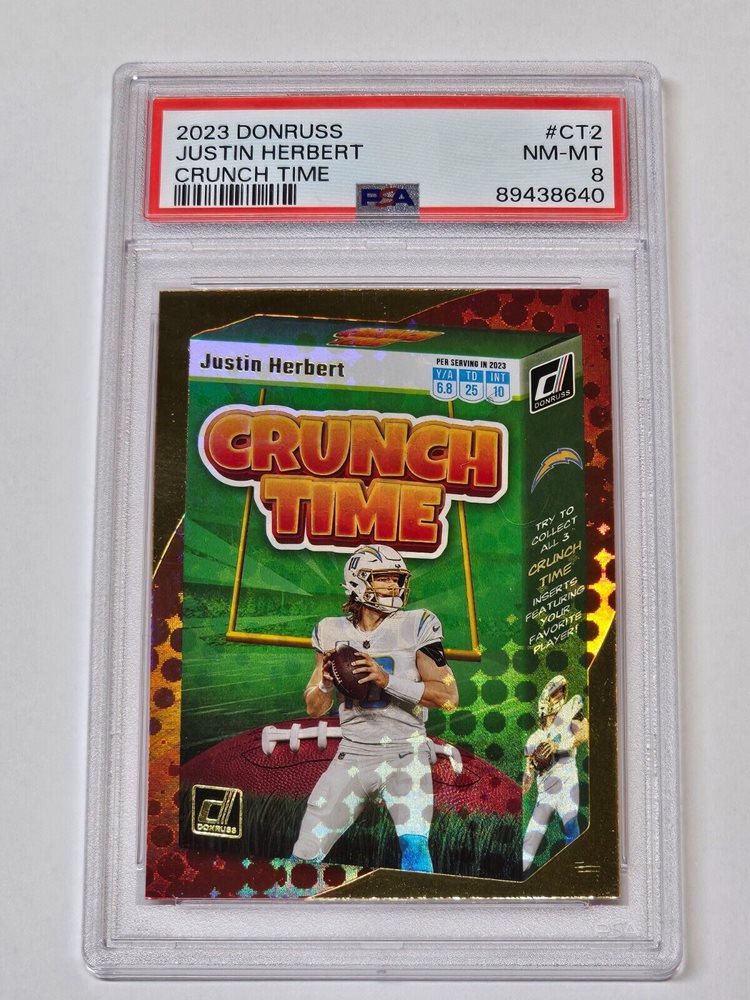 2023 DONRUSS #CT2
JUSTIN HERBERT NM-MT
CRUNCH TIME 8
PSA 89438640
Justin Herbert
PER SERVING IN 2023
Y/A TD INT
6.8 25 10
DONRUSS
CRUNCH
TIME
TRY TO
COLLECT
ALL 3
CRUNCH
TIME
INSERTS
FEATURING
YOUR
FAVORITE
PLAYER!
10
DONRUSS
PSA